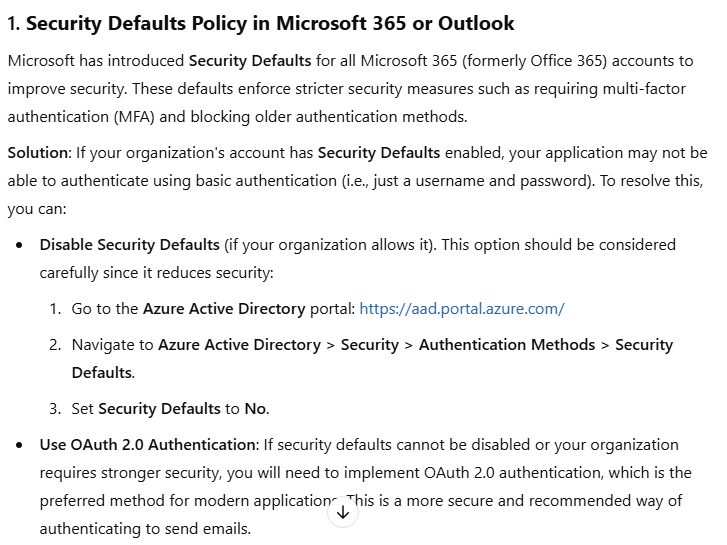 1. Security Defaults Policy in Microsoft 365 or Outlook
Microsoft has introduced Security Defaults for all Microsoft 365 (formerly Office 365) accounts to
improve security. These defaults enforce stricter security measures such as requiring multi-factor
authentication (MFA) and blocking older authentication methods.
Solution: If your organization's account has Security Defaults enabled, your application may not be
able to authenticate using basic authentication (i.e., just a username and password). To resolve this,
you can:
• Disable Security Defaults (if your organization allows it). This option should be considered
carefully since it reduces security:
1. Go to the Azure Active Directory portal: https://aad.portal.azure.com/
2. Navigate to Azure Active Directory > Security > Authentication Methods > Security
Defaults.
3. Set Security Defaults to No.
• Use OAuth 2.0 Authentication: If security defaults cannot be disabled or your organization
requires stronger security, you will need to implement OAuth 2.0 authentication, which is the
preferred method for modern applications. This is a more secure and recommended way of
authenticating to send emails.